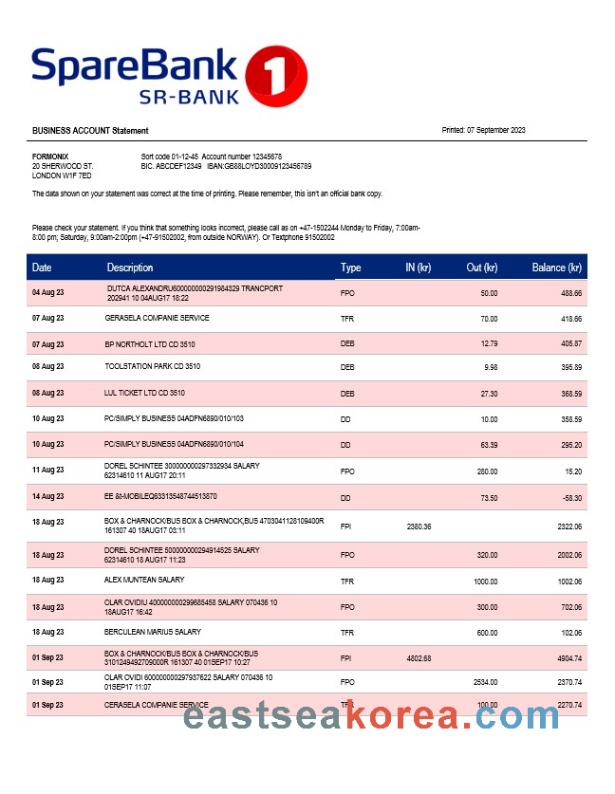 SpareBank 1
SR-BANK
BUSINESS ACCOUNT Statement Printed: 07 September 2023
FORMONIX Sort code 01-12-45 Account number 12345678
20 SHERWOOD ST. BIC. ABCDEF12349 IBAN:GB88LOYD30009123456789
LONDON W1F 7ED
The data shown on your statement was correct at the time of printing. Please remember, this isn't an official bank copy.
Please check your statement. If you think that something looks incorrect, please call as on +47-1502244 Monday to Friday, 7:00am-
8:00 pm; Saturday, 9:00am-2:00pm (+47-91502002, from outside NORWAY). Or Textphone 91502002
Date Description Type IN (kr) Out (kr) Balance (kr)
04 Aug 23 DUTCA ALEXANDRU600000000291984329 TRANCPORT FPO 50.00 488.66
202941 10 04AUG17 18:22
07 Aug 23 GERASELA COMPANIE SERVICE TFR 70.00 418.66
07 Aug 23 BP NORTHOLT LTD CD 3510 DEB 12.79 405.87
08 Aug 23 TOOLSTATION PARK CD 3510 DEB 9.98 395.89
08 Aug 23 LUL TICKET LTD CD 3510 DEB 27.30 368.59
10 Aug 23 PC/SIMPLY BUSINESS 04ADFN6890/010/103 DD 10.00 358.59
10 Aug 23 PC/SIMPLY BUSINESS 04ADFN6890/010/104 DD 63.39 295.20
11 Aug 23 DOREL SCHINTEE 300000000297332934 SALARY FPO 280.00 15.20
62314610 11 AUG17 20:11
14 Aug 23 EE &t-MOBILEQ63313548744513870 DD 73.50 -58.30
18 Aug 23 BOX & CHARNOCK/BUS BOX & CHARNOCK,BUS 4703041128109400R FPI 2380.36 2322.06
161307 40 18AUG17 03:11
18 Aug 23 DOREL SCHINTEE 500000000294914525 SALARY FPO 320.00 2002.06
62314610 18 AUG17 11:23
18 Aug 23 ALEX MUNTEAN SALARY TFR 1000.00 1002.06
18 Aug 23 OLAR OVIDIU 400000000299685458 SALARY 070436 10 FPO 300.00 702.06
18AUG17 16:42
18 Aug 23 BERCULEAN MARIUS SALARY TFR 600.00 102.06
01 Sep 23 BOX & CHARNOCK/BUS BOX & CHARNOCK/BUS FPI 4802.68 4904.74
3101249492709000R 161307 40 01SEP17 10:27
01 Sep 23 OLAR OVIDI 600000000297937622 SALARY 070436 10 FPO 2534.00 2370.74
01SEP17 11:07
01 Sep 23 CERASELA COMPANIE SERVICE TFR 100.00 2270.74
eastseakorea.com